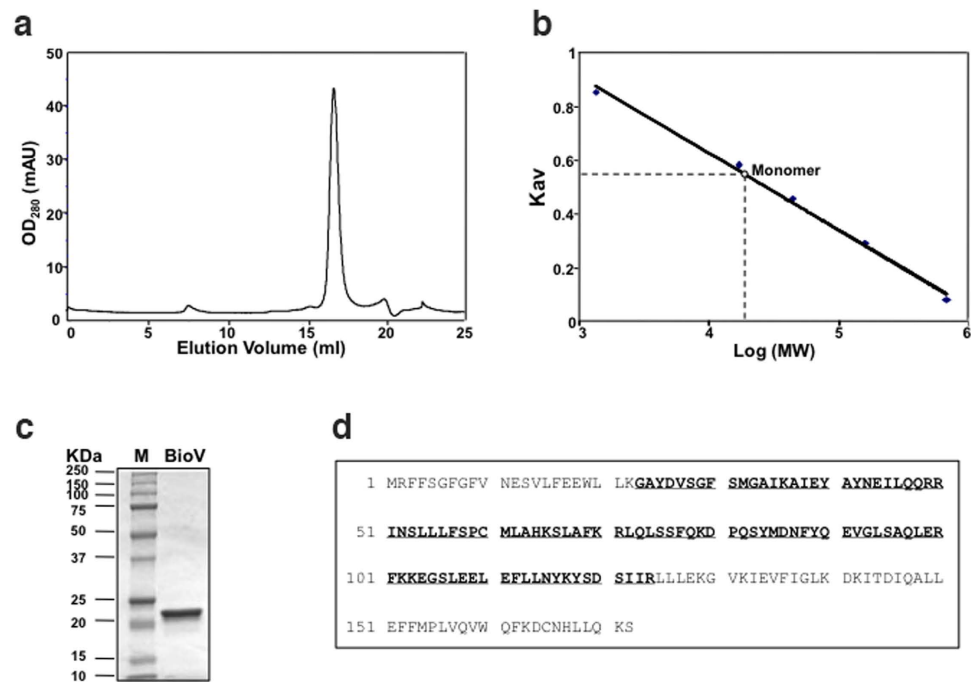 a
50
40
30
20
10
0
OD280 (mAU)
0 5 10 15 20 25
Elution Volume (ml)
b
1
0.8
0.6
0.4
0.2
0
Kav
Monomer
3 4 5 6
Log (MW)
c
KDa M BioV
250
150
100
75
50
37
25
20
15
10
d
1 MRFFSGFGFV NESVLFEEWL LKGAYDVSGF SMGAIKAIEY AYNEILQQRR
51 INSLLLFSPC MLAHKSLAFK RLQLSSFQKD PQSYMDNFYQ EVGLSAQLER
101 FKKEGSLEEL EFLLNYKYSD SIIRLLLEKG VKIEVFIGLK DKITDIQALL
151 EFFMPLVQVW QFKDCNHLLQ KS